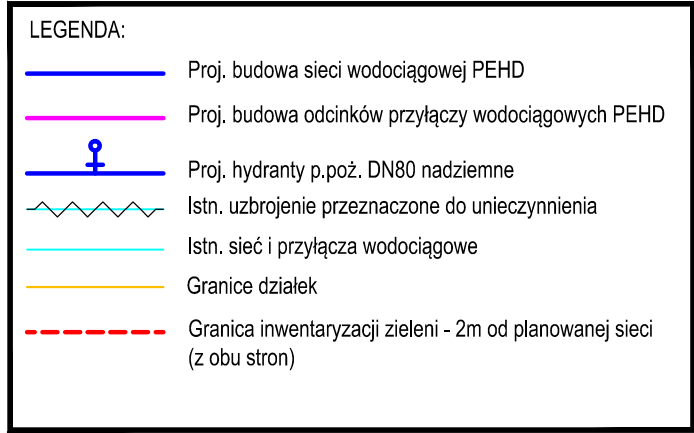 LEGENDA:
Proj. budowa sieci wodociągowej PEHD
Proj. budowa odcinków przyłączy wodociągowych PEHD
Proj. hydranty p.poż. DN80 nadziemne
Istn. uzbrojenie przeznaczone do unieczynnienia
Istn. sieć i przyłącza wodociągowe
Granice działek
Granica inwentaryzacji zieleni - 2m od planowanej sieci
(z obu stron)